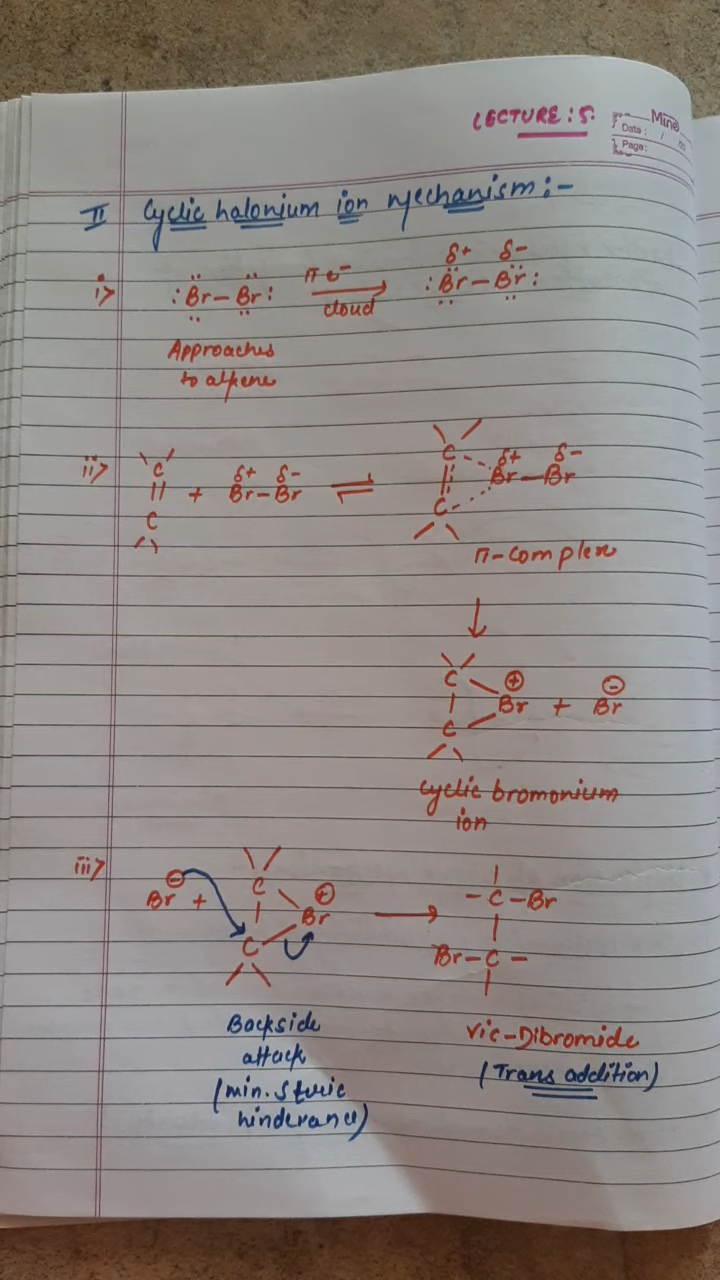 LECTURE : 5.
Mine
Date : / /
Page:
II Cyclic halonium ion mechanism:-
δ+ δ-
i> :Br-Br: π e⁻ cloud :Br-Br:
Approaches
to alkene
ii> C = C + δ+ Br - δ- Br ⇌ C = C δ+ Br - δ- Br
π-complex
↓
C - C Br ⊕ + Br ⊖
cyclic bromonium
ion
iii> Br ⊖ + C - C Br ⊕ → -C-Br
Br-C-
Backside
attack
(min. steric
hinderance)
vic-Dibromide
(Trans addition)